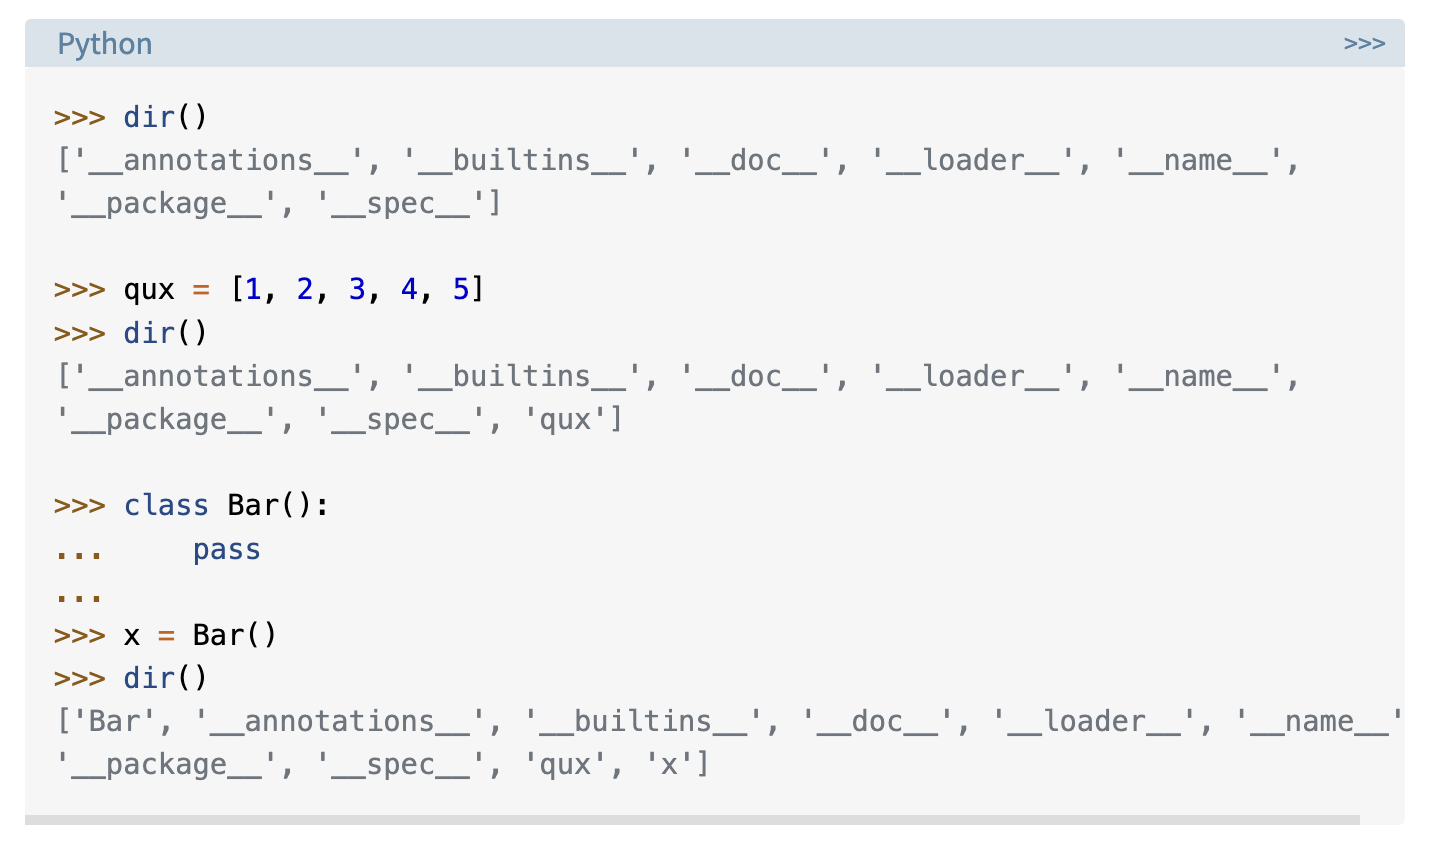 Python >>>
>>> dir()
['__annotations__', '__builtins__', '__doc__', '__loader__', '__name__',
'__package__', '__spec__']
>>> qux = [1, 2, 3, 4, 5]
>>> dir()
['__annotations__', '__builtins__', '__doc__', '__loader__', '__name__',
'__package__', '__spec__', 'qux']
>>> class Bar():
...     pass
...
>>> x = Bar()
>>> dir()
['Bar', '__annotations__', '__builtins__', '__doc__', '__loader__', '__name__'
'__package__', '__spec__', 'qux', 'x']